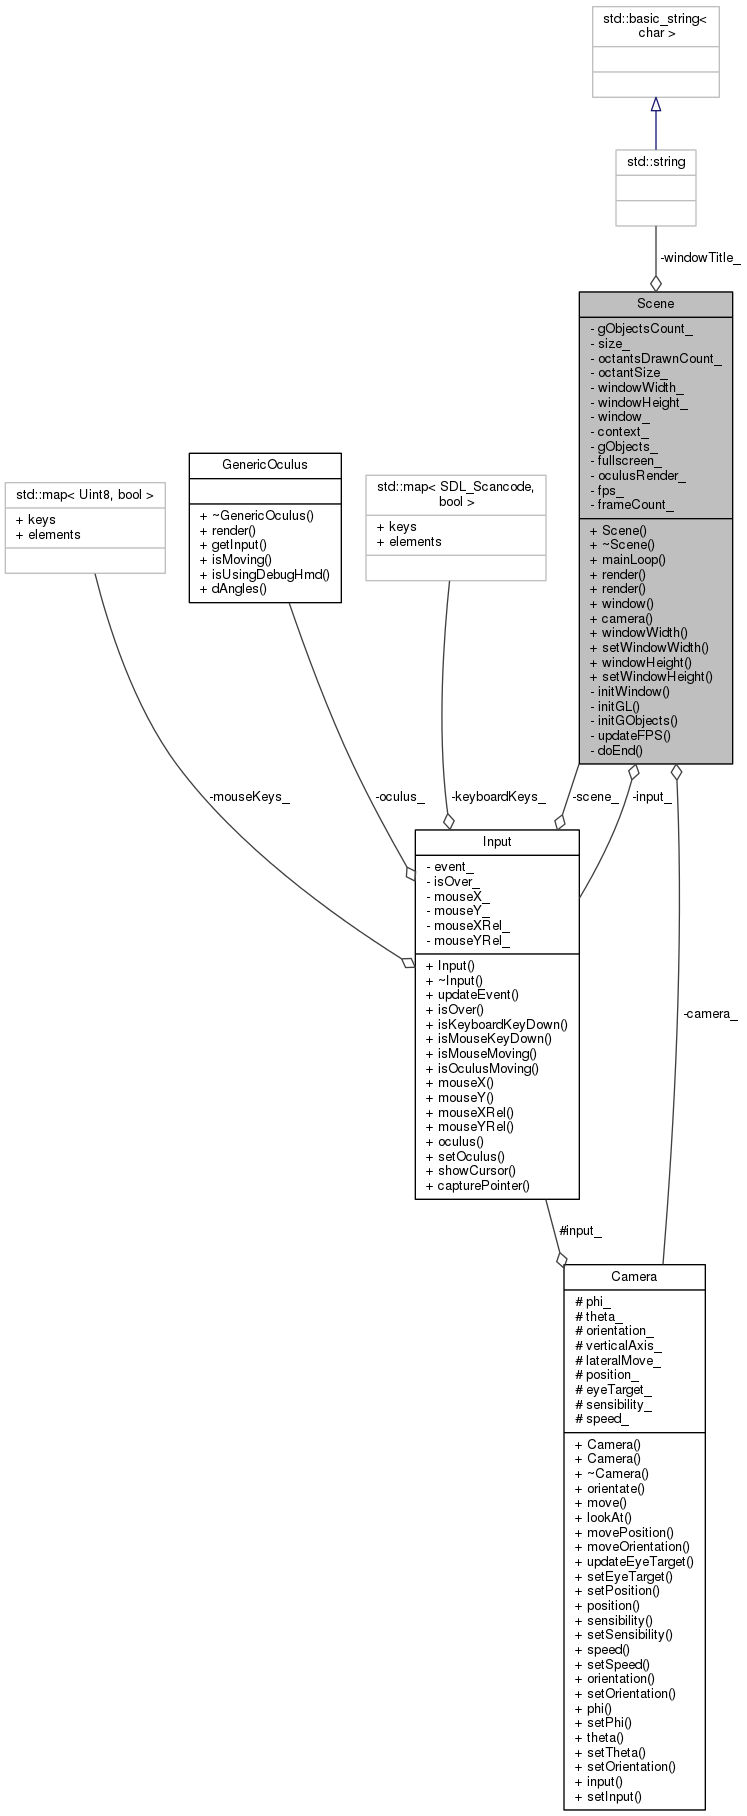 std::basic_string<
char >
std::string
-windowTitle_
Scene
- gObjectsCount_
- size_
- octantsDrawnCount_
- octantSize_
- windowWidth_
- windowHeight_
- window_
- context_
- gObjects_
- fullscreen_
- oculusRender_
- fps_
- frameCount_
+ Scene()
+ ~Scene()
+ mainLoop()
+ render()
+ render()
+ window()
+ camera()
+ windowWidth()
+ setWindowWidth()
+ windowHeight()
+ setWindowHeight()
- initWindow()
- initGL()
- initGObjects()
- updateFPS()
- doEnd()
std::map< Uint8, bool >
+ keys
+ elements
GenericOculus
+ ~GenericOculus()
+ render()
+ getInput()
+ isMoving()
+ isUsingDebugHmd()
+ dAngles()
std::map< SDL_Scancode,
bool >
+ keys
+ elements
-mouseKeys_
-oculus_
-keyboardKeys_
-scene_
-input_
Input
- event_
- isOver_
- mouseX_
- mouseY_
- mouseXRel_
- mouseYRel_
+ Input()
+ ~Input()
+ updateEvent()
+ isOver()
+ isKeyboardKeyDown()
+ isMouseKeyDown()
+ isMouseMoving()
+ isOculusMoving()
+ mouseX()
+ mouseY()
+ mouseXRel()
+ mouseYRel()
+ oculus()
+ setOculus()
+ showCursor()
+ capturePointer()
-camera_
#input_
Camera
# phi_
# theta_
# orientation_
# verticalAxis_
# lateralMove_
# position_
# eyeTarget_
# sensibility_
# speed_
+ Camera()
+ Camera()
+ ~Camera()
+ orientate()
+ move()
+ lookAt()
+ movePosition()
+ moveOrientation()
+ updateEyeTarget()
+ setEyeTarget()
+ setPosition()
+ position()
+ sensibility()
+ setSensibility()
+ speed()
+ setSpeed()
+ orientation()
+ setOrientation()
+ phi()
+ setPhi()
+ theta()
+ setTheta()
+ setOrientation()
+ input()
+ setInput()